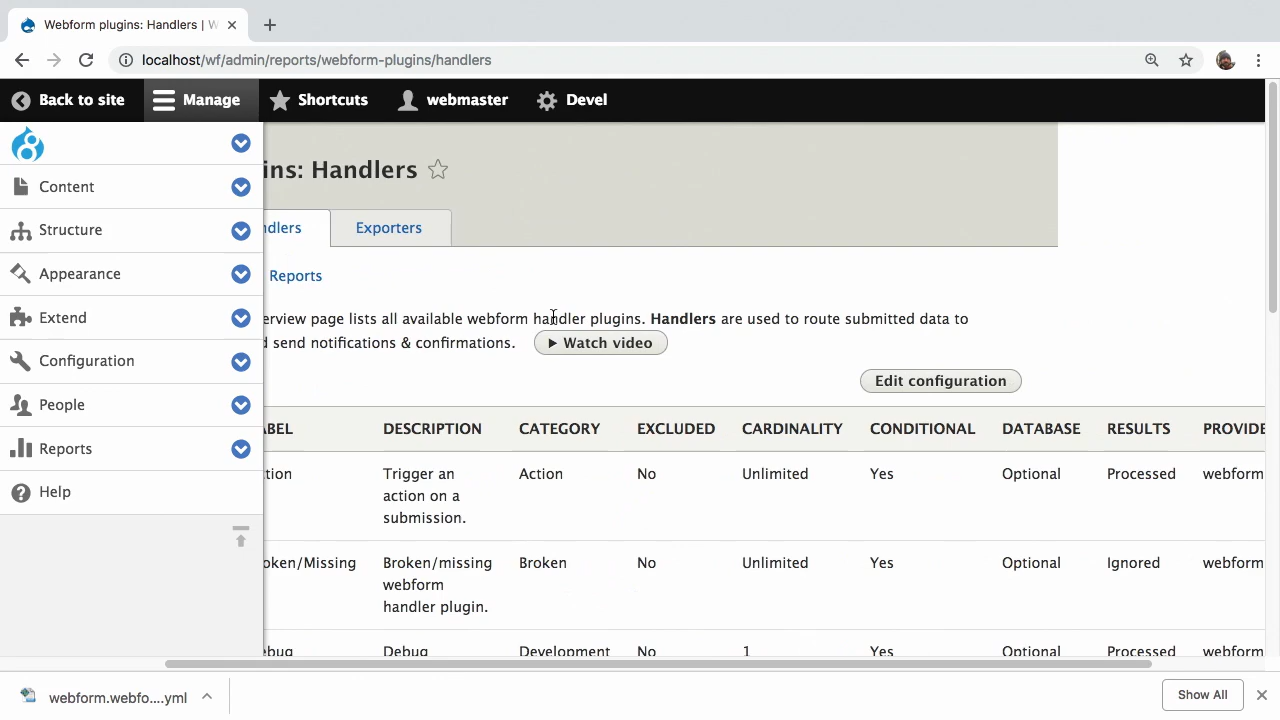 Webform plugins: Handlers | W
localhost/wf/admin/reports/webform-plugins/handlers
Back to site Manage Shortcuts webmaster Devel
ins: Handlers
Content
Structure
Appearance
Extend
Configuration
People
Reports
Help
ndlers Exporters
Reports
erview page lists all available webform handler plugins. Handlers are used to route submitted data to
d send notifications & confirmations. Watch video
Edit configuration
ABEL DESCRIPTION CATEGORY EXCLUDED CARDINALITY CONDITIONAL DATABASE RESULTS PROVIDE
tion Trigger an Action No Unlimited Yes Optional Processed webform
action on a
submission.
oken/Missing Broken/missing Broken No Unlimited Yes Optional Ignored webform
webform
handler plugin.
ebug Debug Development No 1 Yes Optional Processed webform
webform.webfo....yml Show All